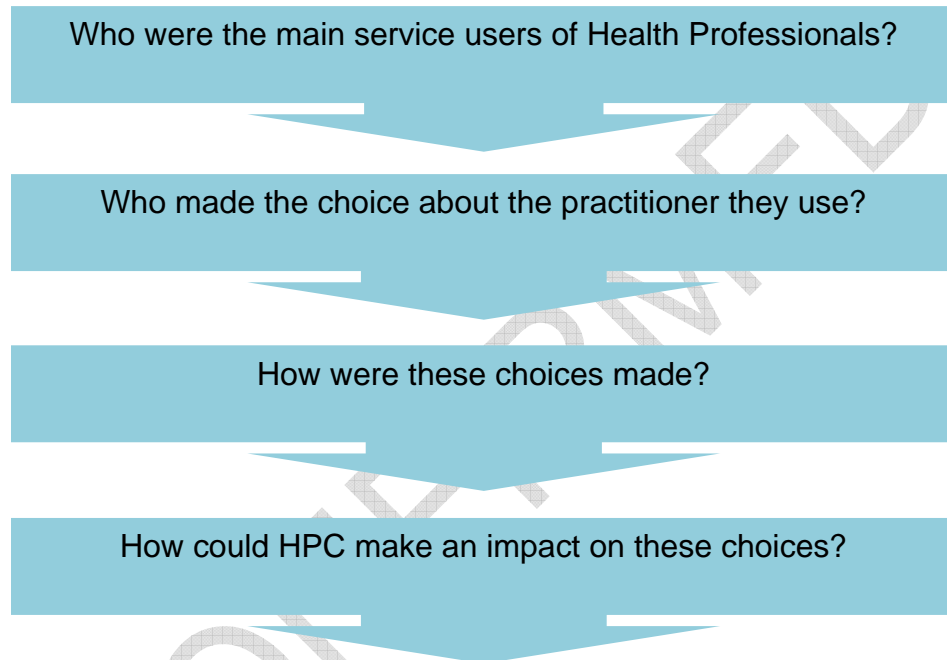 Who were the main service users of Health Professionals?
Who made the choice about the practitioner they use?
How were these choices made?
How could HPC make an impact on these choices?